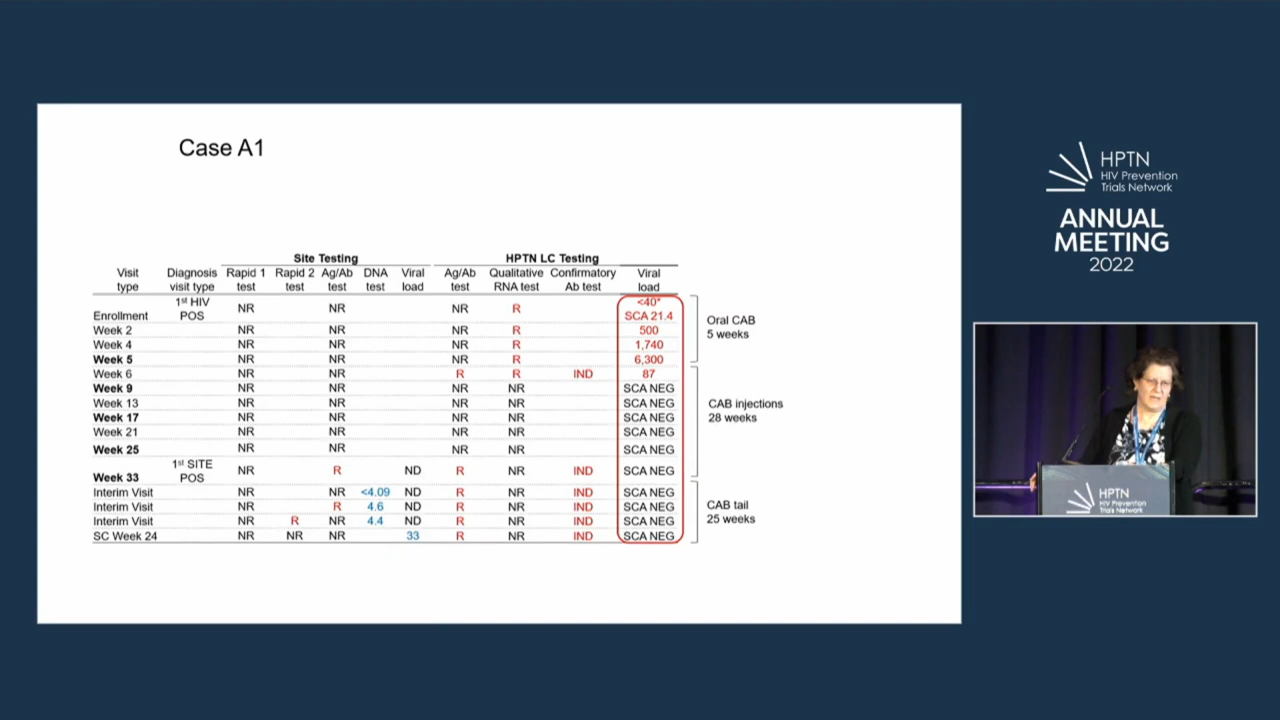 Case A1
Site Testing HPTN LC Testing
Visit type Diagnosis visit type Rapid 1 test Rapid 2 test Ag/Ab test DNA test Viral load Ag/Ab test Qualitative RNA test Confirmatory Ab test Viral load
Enrollment 1st HIV POS NR NR NR R <40* SCA 21.4
Week 2 NR NR NR R 500
Week 4 NR NR NR R 1,740
Week 5 NR NR NR R 6,300
Week 6 NR NR R R IND 87
Week 9 NR NR NR NR SCA NEG
Week 13 NR NR NR NR SCA NEG
Week 17 NR NR NR NR SCA NEG
Week 21 NR NR NR NR SCA NEG
Week 25 NR NR NR NR SCA NEG
Week 33 1st SITE POS NR R ND R NR IND SCA NEG
Interim Visit NR NR <4.09 ND R NR IND SCA NEG
Interim Visit NR R 4.6 ND R NR IND SCA NEG
Interim Visit NR R NR 4.4 ND R NR IND SCA NEG
SC Week 24 NR NR NR 33 R NR IND SCA NEG
Oral CAB
5 weeks
CAB injections
28 weeks
CAB tail
25 weeks
HPTN
HIV Prevention
Trials Network
ANNUAL
MEETING
2022
HPTN
HIV Prevention
Trials Network